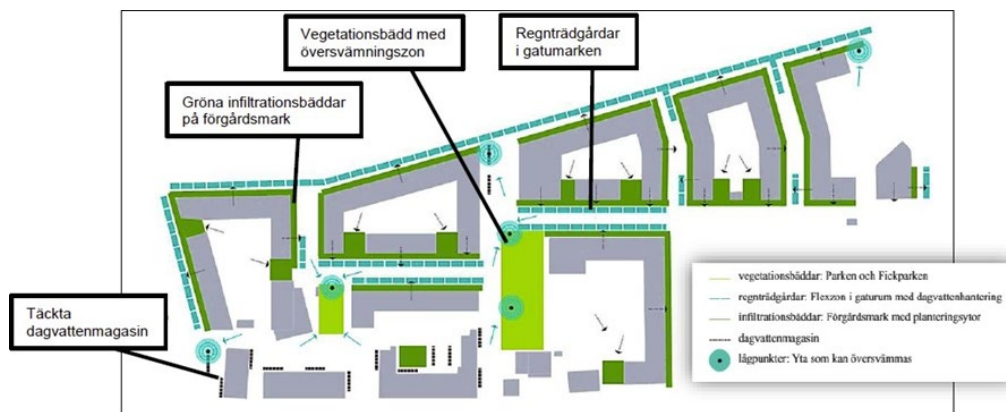 Vegetationsbädd med
översvämningszon
Regnträdgårdar
i gatumarken
Gröna infiltrationsbäddar
på förgårdsmark
Täckta
dagvattenmagasin
vegetationsbäddar: Parken och Fickparken
regnträdgårdar: Flexzon i gaturum med dagvattenhantering
infiltrationsbäddar: Förgårdsmark med planteringsytor
dagvattenmagasin
lågpunkter: Yta som kan översvämmas